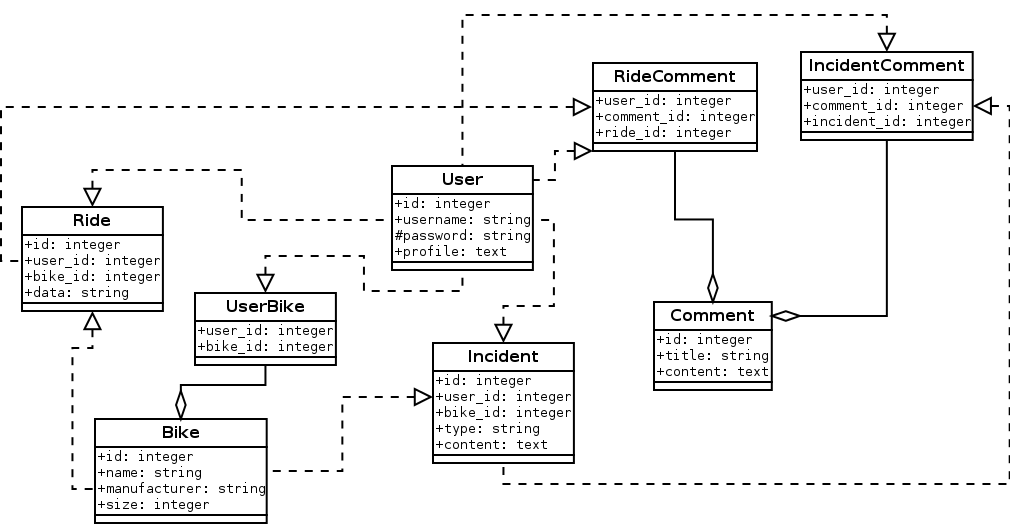 RideComment
+user_id: integer
+comment_id: integer
+ride_id: integer
IncidentComment
+user_id: integer
+comment_id: integer
+incident_id: integer
User
+id: integer
+username: string
#password: string
+profile: text
Ride
+id: integer
+user_id: integer
+bike_id: integer
+data: string
UserBike
+user_id: integer
+bike_id: integer
Comment
+id: integer
+title: string
+content: text
Incident
+id: integer
+user_id: integer
+bike_id: integer
+type: string
+content: text
Bike
+id: integer
+name: string
+manufacturer: string
+size: integer